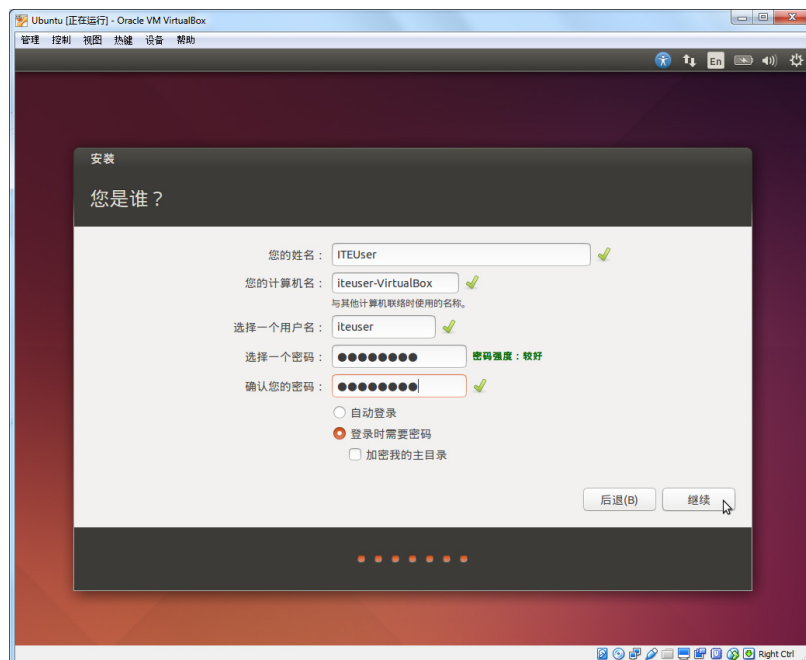 Ubuntu [正在运行] - Oracle VM VirtualBox
管理 控制 视图 热键 设备 帮助
En
安装
您是谁？
您的姓名： ITEUser
您的计算机名： iteuser-VirtualBox
与其他计算机联络时使用的名称。
选择一个用户名： iteuser
选择一个密码： ●●●●●●●● 密码强度：较好
确认您的密码： ●●●●●●●●
自动登录
登录时需要密码
加密我的主目录
后退(B) 继续
Right Ctrl